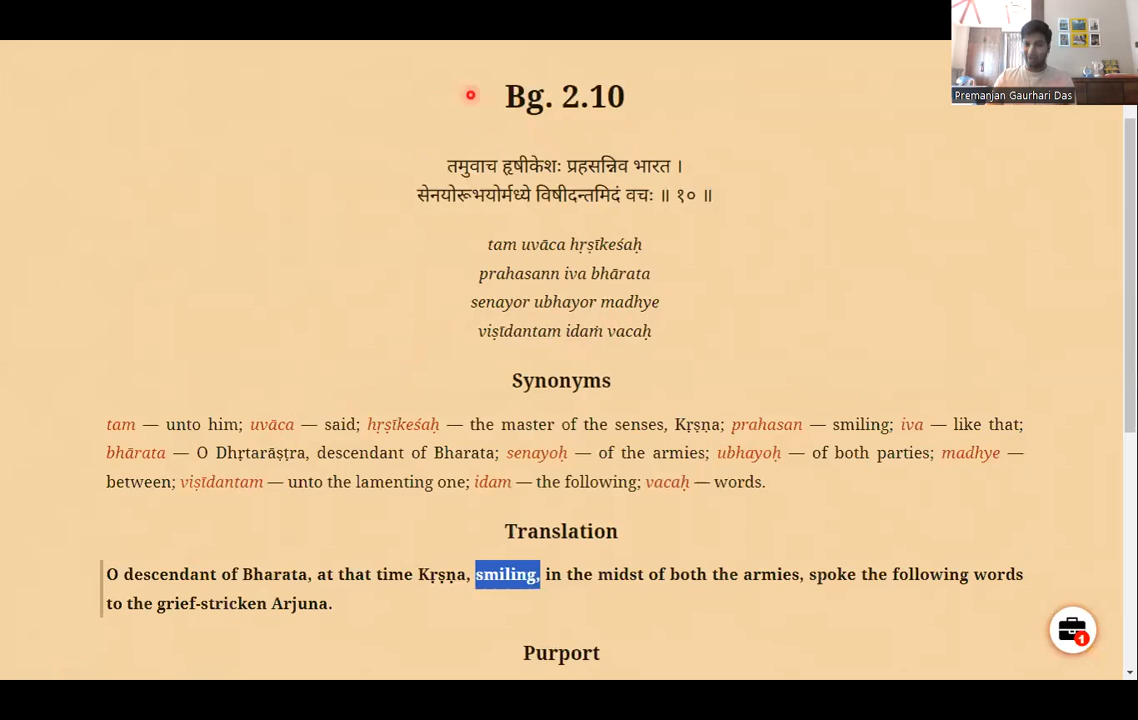 Premanjan Gaurhari Das
Bg. 2.10
तमुवाच हृषीकेशः प्रहसन्निव भारत ।
सेनयोरूभयोर्मध्ये विषीदन्तमिदं वचः ॥ १० ॥
tam uvāca hṛṣīkeśaḥ
prahasann iva bhārata
senayor ubhayor madhye
viṣīdantam idaṁ vacaḥ
Synonyms
tam — unto him; uvāca — said; hṛṣīkeśaḥ — the master of the senses, Kṛṣṇa; prahasan — smiling; iva — like that;
bhārata — O Dhṛtarāṣṭra, descendant of Bharata; senayoḥ — of the armies; ubhayoḥ — of both parties; madhye —
between; viṣīdantam — unto the lamenting one; idam — the following; vacaḥ — words.
Translation
O descendant of Bharata, at that time Kṛṣṇa, smiling, in the midst of both the armies, spoke the following words
to the grief-stricken Arjuna.
1
Purport